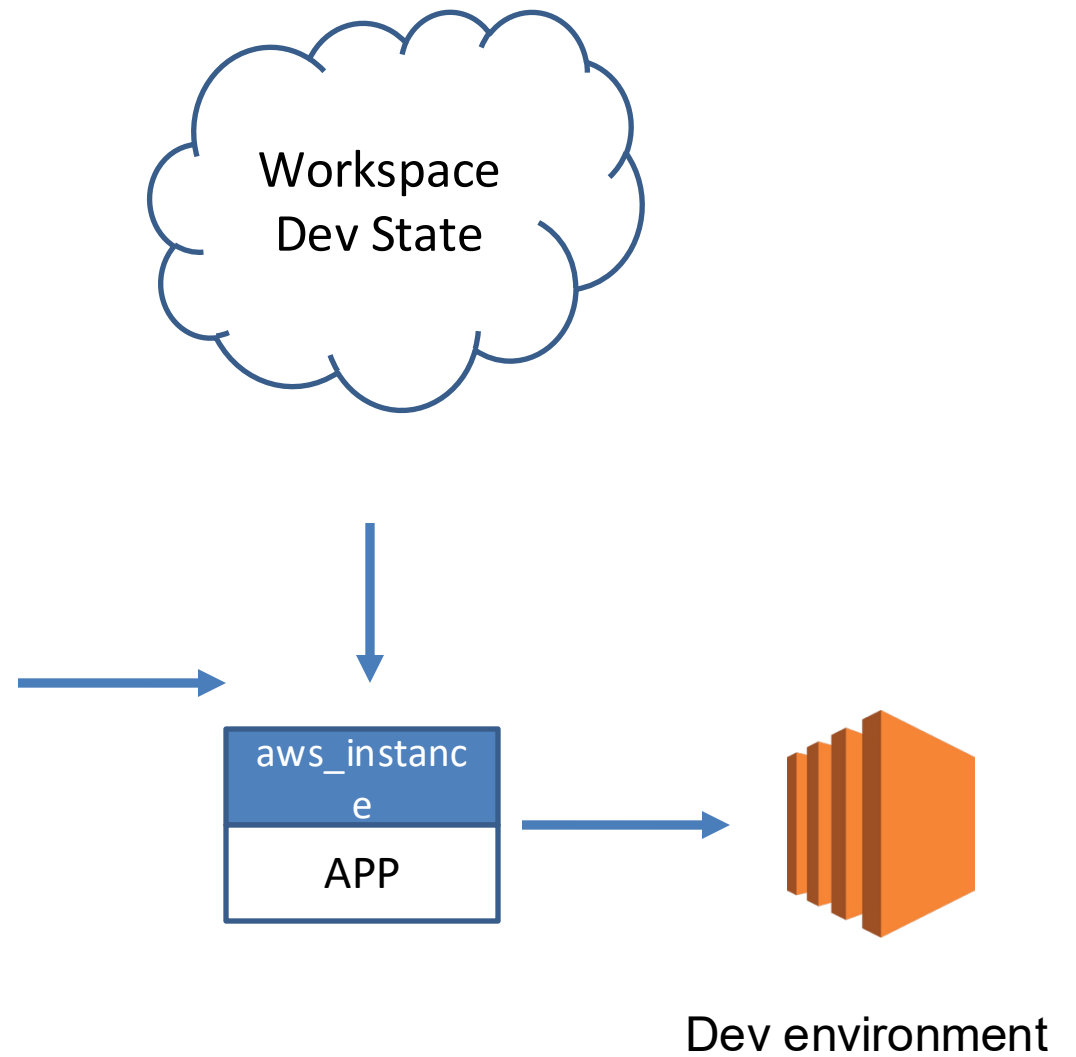 Workspace
Dev State
aws_instanc
e
APP
Dev environment